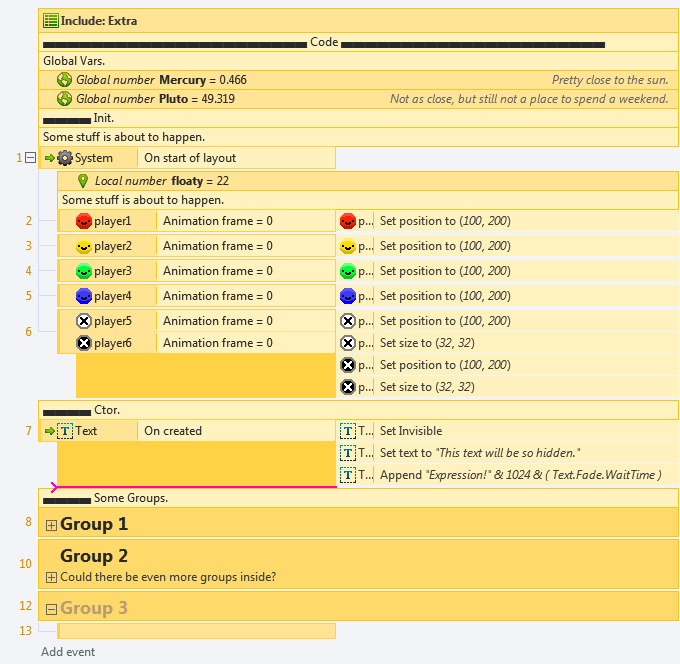 Include: Extra
Code
Global Vars.
Global number Mercury = 0.466 Pretty close to the sun.
Global number Pluto = 49.319 Not as close, but still not a place to spend a weekend.
Init.
Some stuff is about to happen.
1 System On start of layout
Local number floaty = 22
Some stuff is about to happen.
2 player1 Animation frame = 0 p... Set position to (100, 200)
3 player2 Animation frame = 0 p... Set position to (100, 200)
4 player3 Animation frame = 0 p... Set position to (100, 200)
5 player4 Animation frame = 0 p... Set position to (100, 200)
6 player5 Animation frame = 0 p... Set position to (100, 200)
player6 Animation frame = 0 p... Set size to (32, 32)
p... Set position to (100, 200)
p... Set size to (32, 32)
Ctor.
7 T Text On created T T... Set Invisible
T T... Set text to "This text will be so hidden."
T T... Append "Expression!" & 1024 & ( Text.Fade.WaitTime )
Some Groups.
8 Group 1
10 Group 2
Could there be even more groups inside?
12 Group 3
13
Add event